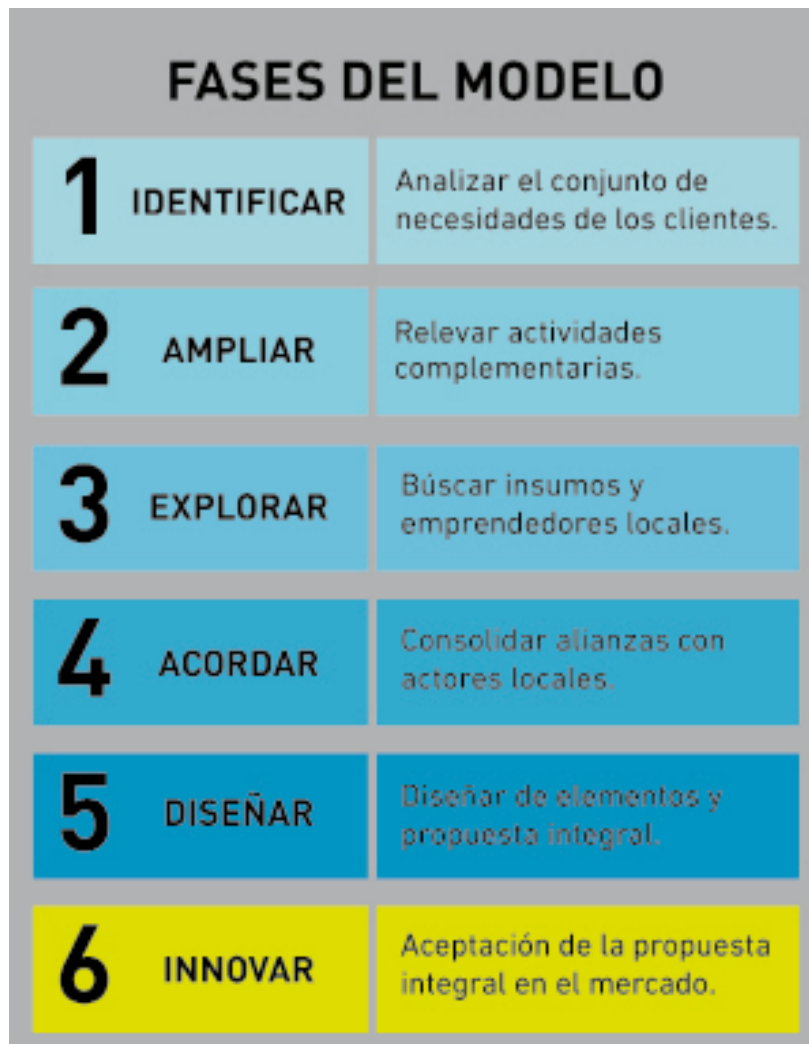 FASES DEL MODELO
1 IDENTIFICAR
Analizar el conjunto de
necesidades de los clientes.
2 AMPLIAR
Relevar actividades
complementarias.
3 EXPLORAR
Búscar insumos y
emprendedores locales.
4 ACORDAR
Consolidar alianzas con
actores locales.
5 DISEÑAR
Diseñar de elementos y
propuesta integral.
6 INNOVAR
Aceptación de la propuesta
integral en el mercado.